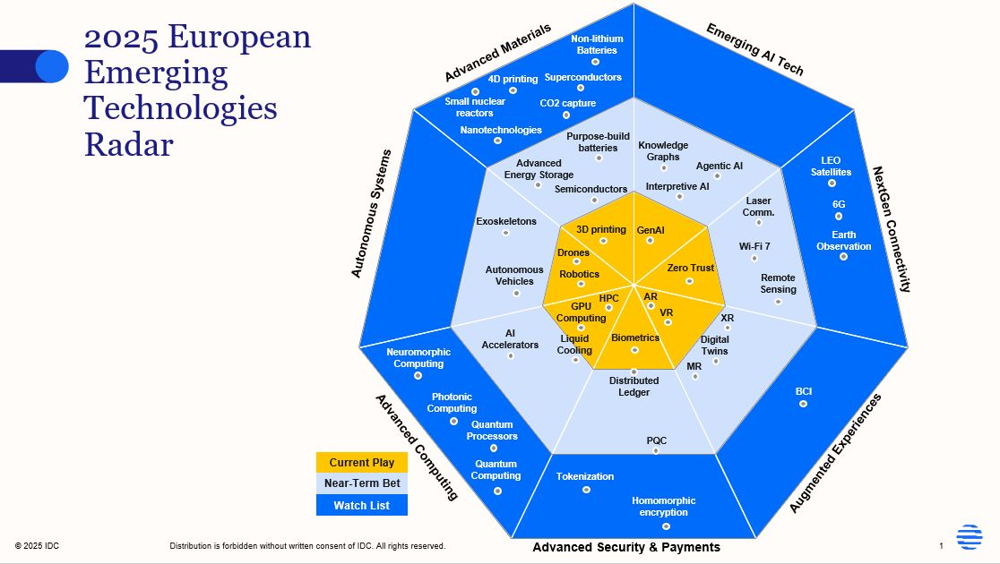 2025 European
Emerging
Technologies
Radar
Advanced Materials
Emerging AI Tech
NextGen Connectivity
Augmented Experiences
Advanced Security & Payments
Advanced Computing
Autonomous Systems
Non-lithium
Batteries
4D printing
Superconductors
Small nuclear
reactors
CO2 capture
Nanotechnologies
Purpose-build
batteries
Advanced
Energy Storage
Semiconductors
3D printing
Knowledge
Graphs
Agentic AI
Interpretive AI
GenAI
LEO
Satellites
6G
Earth
Observation
Laser
Comm.
Wi-Fi 7
Remote
Sensing
Zero Trust
AR
VR
XR
Digital
Twins
MR
BCI
Biometrics
Distributed
Ledger
PQC
Tokenization
Homomorphic
encryption
HPC
GPU
Computing
Liquid
Cooling
AI
Accelerators
Neuromorphic
Computing
Photonic
Computing
Quantum
Processors
Quantum
Computing
Exoskeletons
Autonomous
Vehicles
Drones
Robotics
Current Play
Near-Term Bet
Watch List
© 2025 IDC
Distribution is forbidden without written consent of IDC. All rights reserved.
1